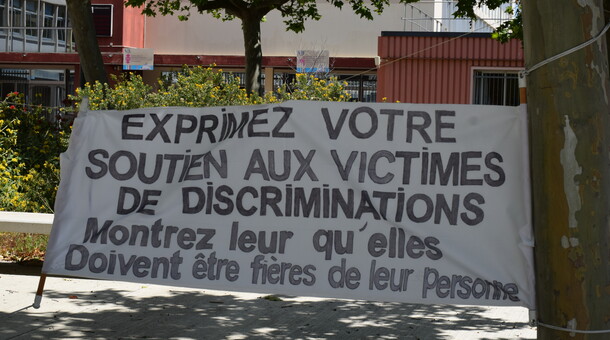 EXPRIMEZ VOTRE
SOUTIEN AUX VICTIMES
DE DISCRIMINATIONS
Montrez leur qu'elles
Doivent être fières de leur Personne